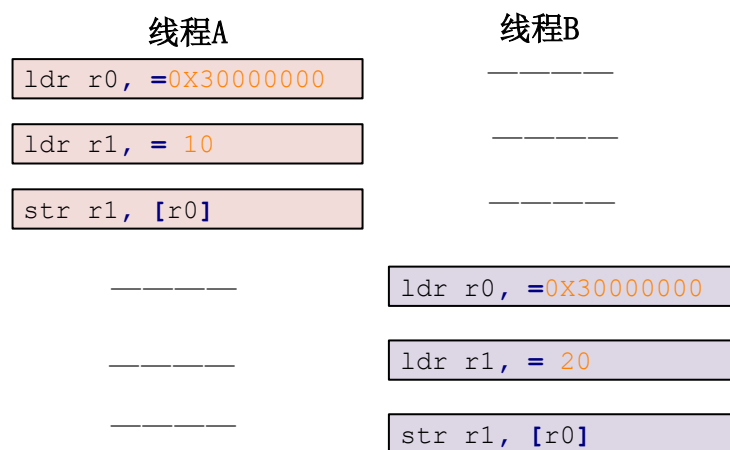 线程A
线程B
ldr r0, =0X30000000
ldr r1, = 10
str r1, [r0]
ldr r0, =0X30000000
ldr r1, = 20
str r1, [r0]